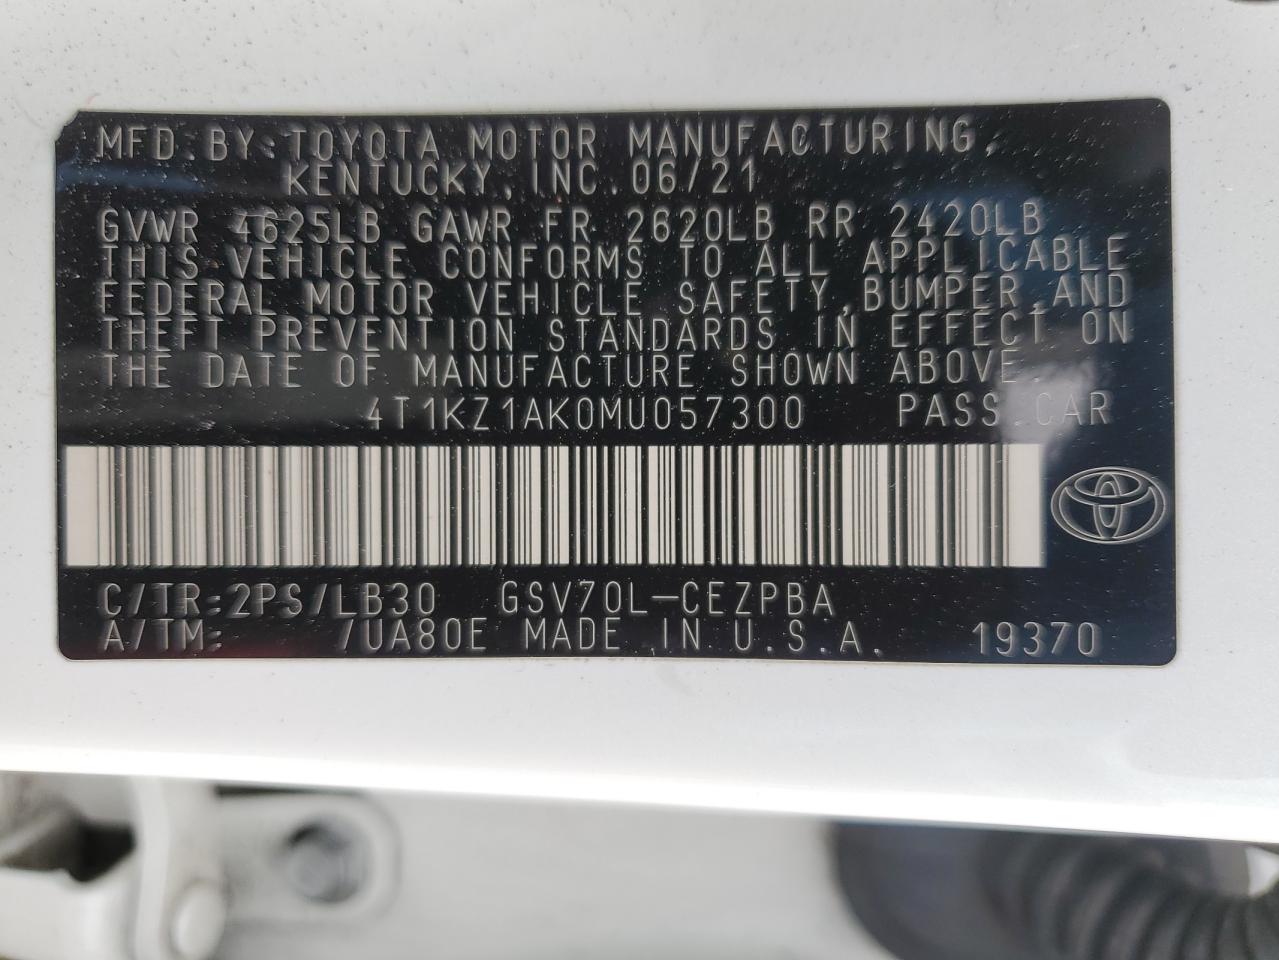 MFD.BY:TOYOTA MOTOR MANUFACTURING,
KENTUCKY,INC.06/21
GVWR 4625LB GAWR FR 2620LB RR 2420LB
THIS VEHICLE CONFORMS TO ALL APPLICABLE
FEDERAL MOTOR VEHICLE SAFETY,BUMPER,AND
THEFT PREVENTION STANDARDS IN EFFECT ON
THE DATE OF MANUFACTURE SHOWN ABOVE.
4T1KZ1AK0MU057300 PASS.CAR
C/TR:2PS/LB30 GSV70L-CEZPBA
A/TM: /UA80E MADE IN U.S.A. 19370